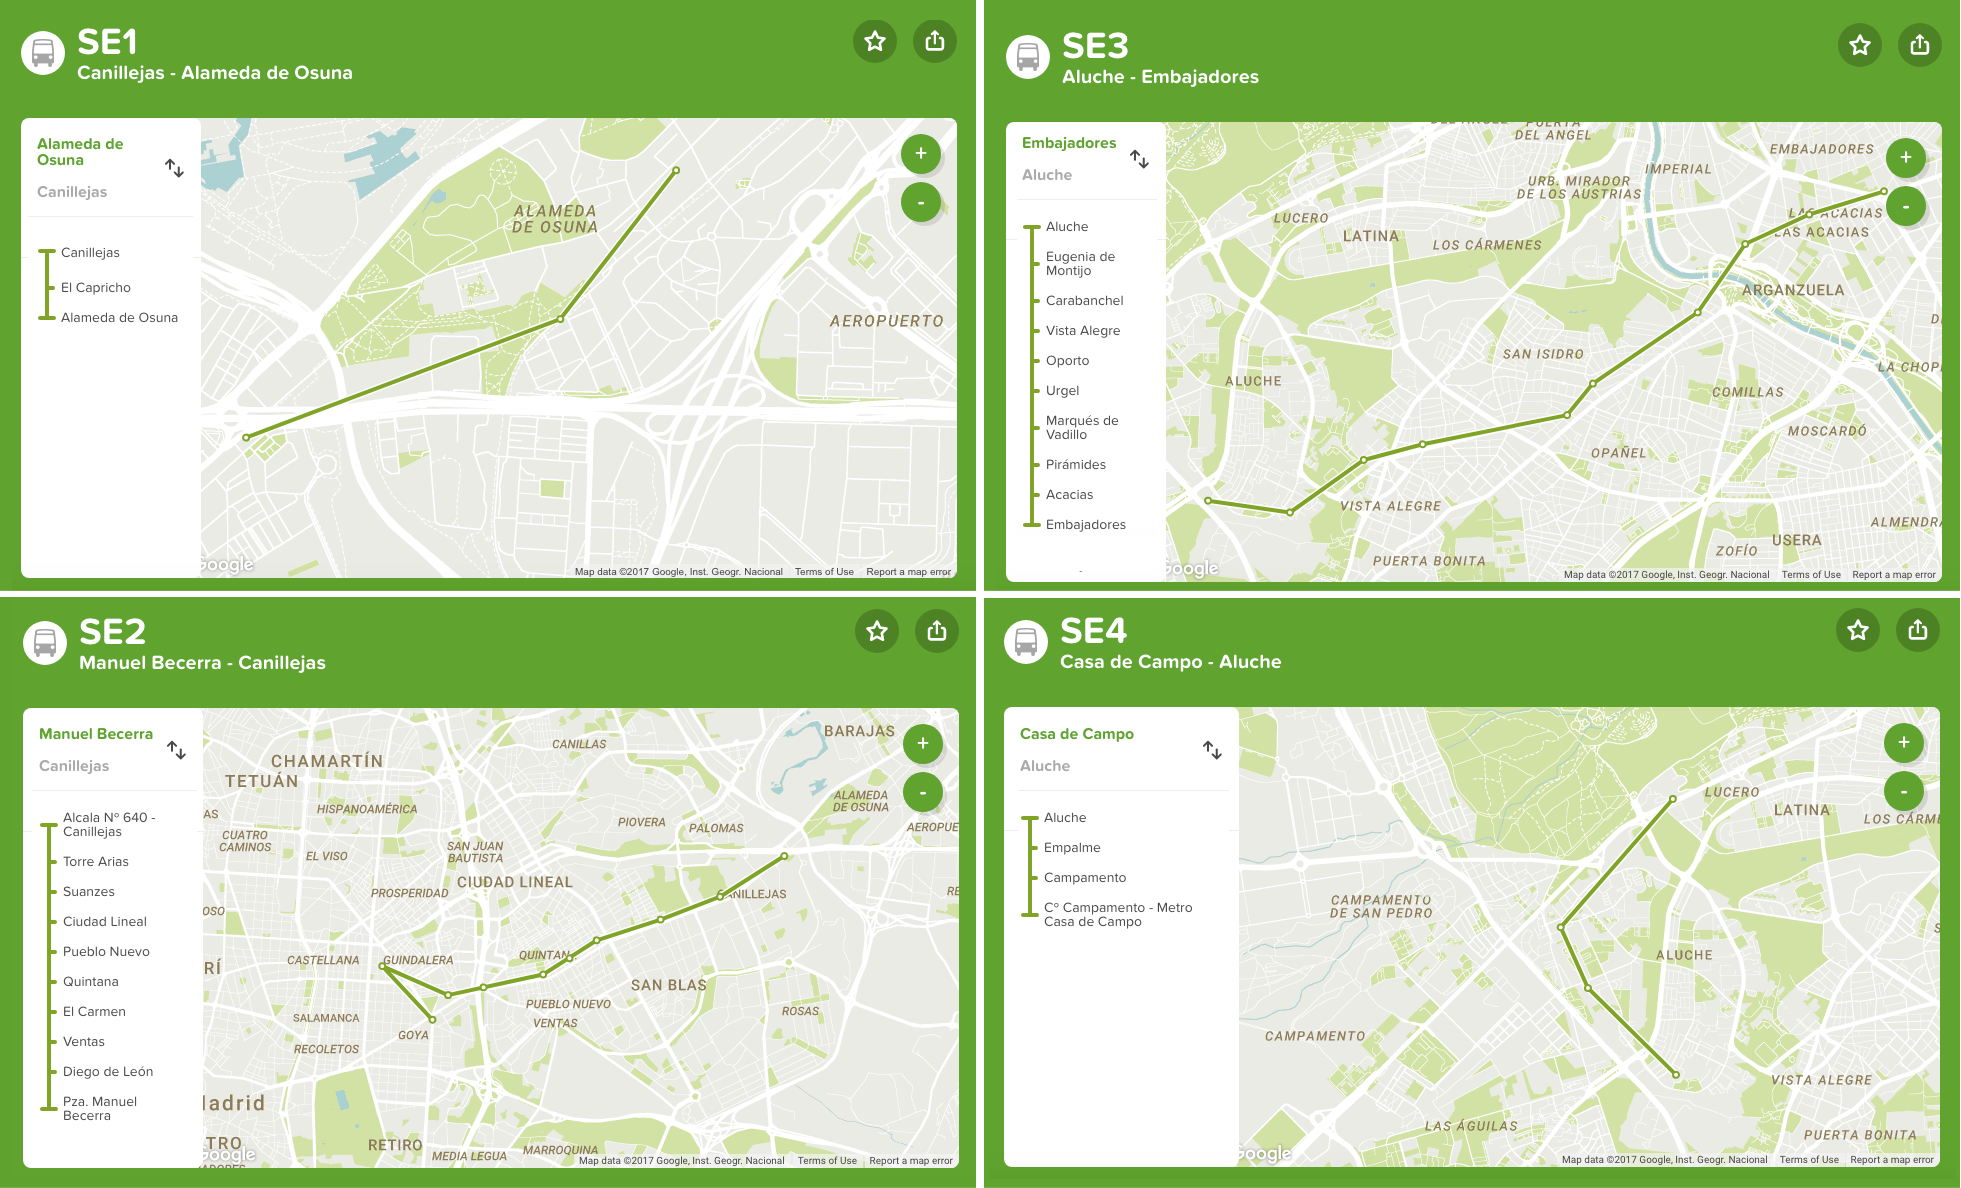 SE1
Canillejas - Alameda de Osuna
Alameda de
Osuna
Canillejas
Canillejas
El Capricho
Alameda de Osuna
ALAMEDA
DE OSUNA
AEROPUERTO
+
-
Google
Map data ©2017 Google, Inst. Geogr. Nacional
Terms of Use
Report a map error
SE3
Aluche - Embajadores
Embajadores
Aluche
Aluche
Eugenia de
Montijo
Carabanchel
Vista Alegre
Oporto
Urgel
Marqués de
Vadillo
Pirámides
Acacias
Embajadores
PUERTA
DEL ANGEL
EMBAJADORES
IMPERIAL
URB. MIRADOR
DE LOS AUSTRIAS
LUCERO
LATINA
LOS CÁRMENES
LAS ACACIAS
LAS ACACIAS
ARGANZUELA
SAN ISIDRO
LA CHOP
ALUCHE
COMILLAS
MOSCARDÓ
OPAÑEL
VISTA ALEGRE
ALMENDRA
USERA
ZOFÍO
PUERTA BONITA
+
-
Google
Map data ©2017 Google, Inst. Geogr. Nacional
Terms of Use
Report a map error
SE2
Manuel Becerra - Canillejas
Manuel Becerra
Canillejas
Alcala Nº 640 -
Canillejas
Torre Arias
Suanzes
Ciudad Lineal
Pueblo Nuevo
Quintana
El Carmen
Ventas
Diego de León
Pza. Manuel
Becerra
BARAJAS
CANILLAS
CHAMARTÍN
TETUÁN
ALAMEDA
DE OSUNA
HISPANOAMÉRICA
AS
PIOVERA
PALOMAS
AEROPUE
CUATRO
CAMINOS
EL VISO
SAN JUAN
BAUTISTA
CIUDAD LINEAL
PROSPERIDAD
CANILLEJAS
RE
OSO
CASTELLANA
GUINDALERA
QUINTAN
RÍ
SAN BLAS
PUEBLO NUEVO
ROSAS
SALAMANCA
VENTAS
GOYA
RECOLETOS
ladrid
TRO
RETIRO
MEDIA LEGUA
MARROQUINA
ADORES
+
-
Google
Map data ©2017 Google, Inst. Geogr. Nacional
Terms of Use
Report a map error
SE4
Casa de Campo - Aluche
Casa de Campo
Aluche
Aluche
Empalme
Campamento
Cº Campamento - Metro
Casa de Campo
LUCERO
LATINA
LOS CÁRME
CAMPAMENTO
DE SAN PEDRO
ALUCHE
CAMPAMENTO
VISTA ALEGRE
LAS ÁGUILAS
PUERTA BONITA
+
-
Google
Map data ©2017 Google, Inst. Geogr. Nacional
Terms of Use
Report a map error